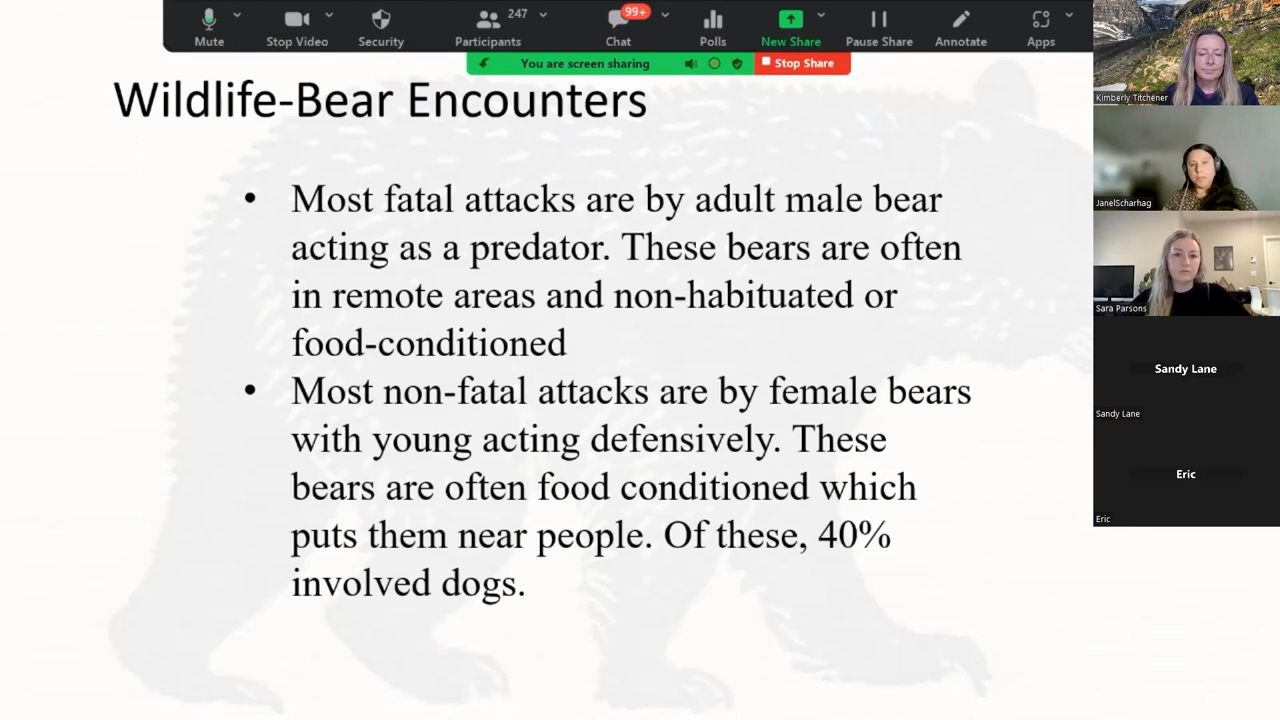 247
99+
Mute
Stop Video
Security
Participants
Chat
Polls
New Share
Pause Share
Annotate
Apps
You are screen sharing
Stop Share
Wildlife-Bear Encounters
• Most fatal attacks are by adult male bear
acting as a predator. These bears are often
in remote areas and non-habituated or
food-conditioned
• Most non-fatal attacks are by female bears
with young acting defensively. These
bears are often food conditioned which
puts them near people. Of these, 40%
involved dogs.
Kimberly Titchener
JanelScharhag
Sara Parsons
Sandy Lane
Sandy Lane
Eric
Eric